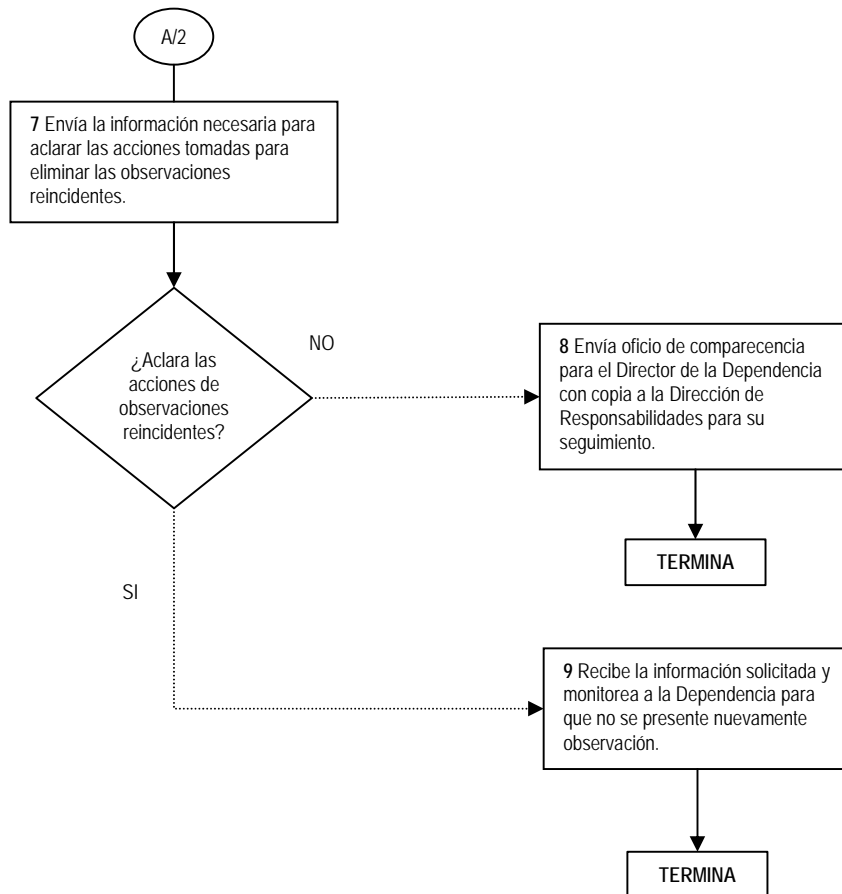 A/2
7 Envía la información necesaria para
aclarar las acciones tomadas para
eliminar las observaciones
reincidentes.
¿Aclara las
acciones de
observaciones
reincidentes?
NO
8 Envía oficio de comparecencia
para el Director de la Dependencia
con copia a la Dirección de
Responsabilidades para su
seguimiento.
TERMINA
SI
9 Recibe la información solicitada y
monitorea a la Dependencia para
que no se presente nuevamente
observación.
TERMINA